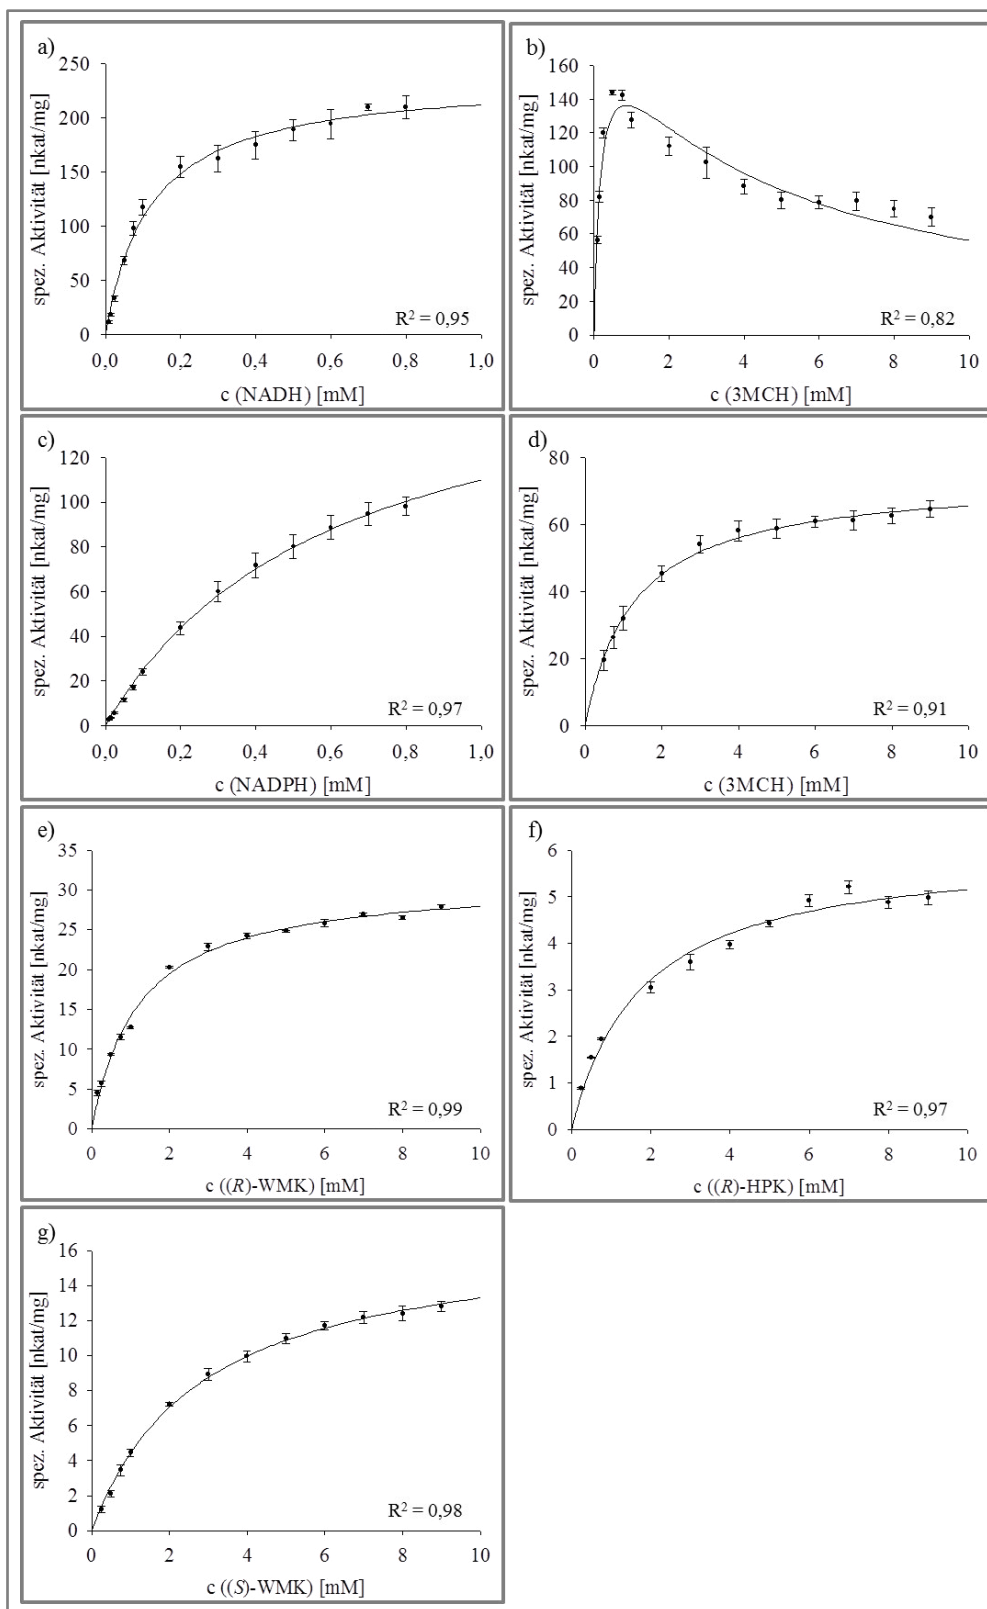 a)
250
200
150
100
50
0
spez. Aktivität [nkat/mg]
R² = 0,95
0,0 0,2 0,4 0,6 0,8 1,0
c (NADH) [mM]
b)
160
140
120
100
80
60
40
20
0
spez. Aktivität [nkat/mg]
R² = 0,82
0 2 4 6 8 10
c (3MCH) [mM]
c)
120
100
80
60
40
20
0
spez. Aktivität [nkat/mg]
R² = 0,97
0,0 0,2 0,4 0,6 0,8 1,0
c (NADPH) [mM]
d)
80
60
40
20
0
spez. Aktivität [nkat/mg]
R² = 0,91
0 2 4 6 8 10
c (3MCH) [mM]
e)
35
30
25
20
15
10
5
0
spez. Aktivität [nkat/mg]
R² = 0,99
0 2 4 6 8 10
c ((R)-WMK) [mM]
f)
6
5
4
3
2
1
0
spez. Aktivität [nkat/mg]
R² = 0,97
0 2 4 6 8 10
c ((R)-HPK) [mM]
g)
16
14
12
10
8
6
4
2
0
spez. Aktivität [nkat/mg]
R² = 0,98
0 2 4 6 8 10
c ((S)-WMK) [mM]